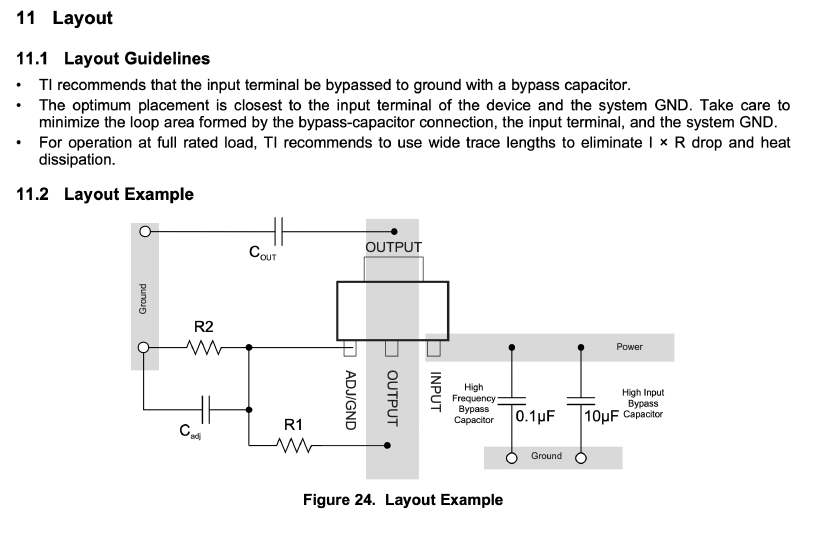 11 Layout
11.1 Layout Guidelines
• TI recommends that the input terminal be bypassed to ground with a bypass capacitor.
• The optimum placement is closest to the input terminal of the device and the system GND. Take care to
minimize the loop area formed by the bypass-capacitor connection, the input terminal, and the system GND.
• For operation at full rated load, TI recommends to use wide trace lengths to eliminate I × R drop and heat
dissipation.
11.2 Layout Example
OUTPUT
COUT
Ground
R2
Power
ADJ/GND
OUTPUT
INPUT
High
Frequency
Bypass
Capacitor
0.1µF
10µF
High Input
Bypass
Capacitor
Cadj
R1
Ground
Figure 24. Layout Example